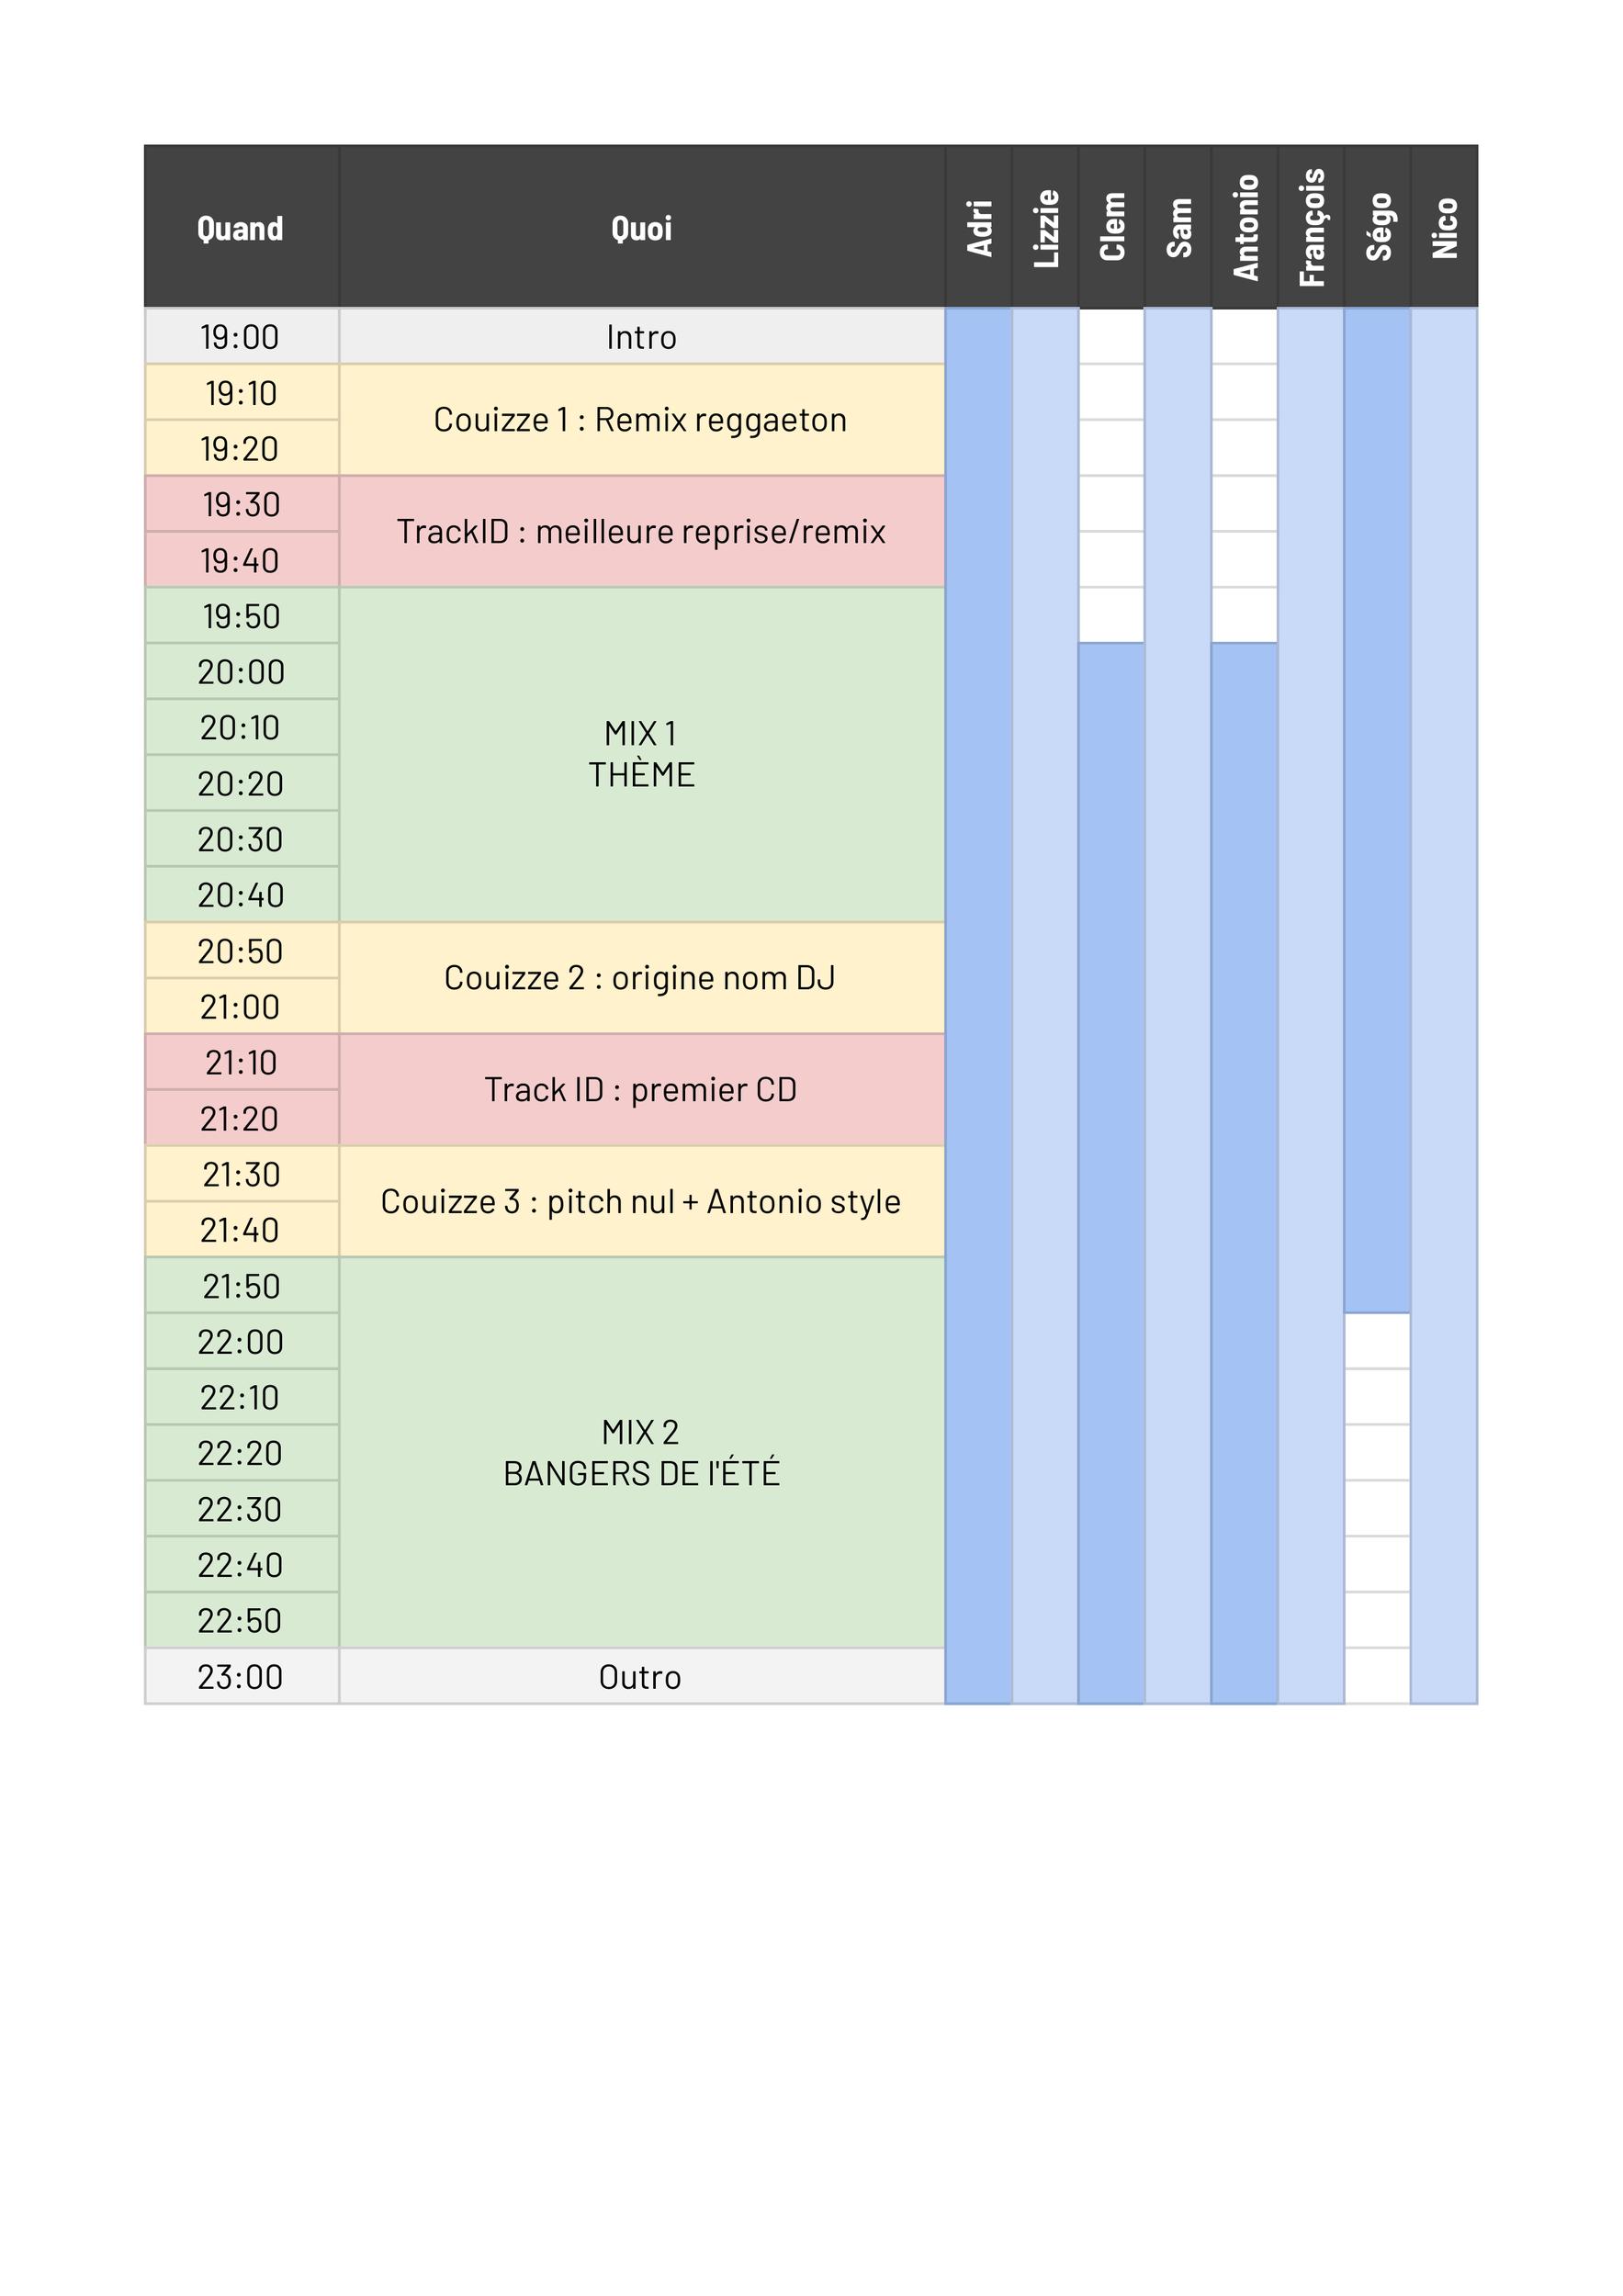 Quand Quoi Adri Lizzie Clem Sam Antonio François Ségo Nico
19:00 Intro
19:10
Couizze 1 : Remix reggaeton
19:20
19:30
TrackID : meilleure reprise/remix
19:40
19:50
20:00
20:10
MIX 1
THÈME
20:20
20:30
20:40
20:50
Couizze 2 : origine nom DJ
21:00
21:10
Track ID : premier CD
21:20
21:30
Couizze 3 : pitch nul + Antonio style
21:40
21:50
22:00
22:10
MIX 2
BANGERS DE l'ÉTÉ
22:20
22:30
22:40
22:50
23:00 Outro